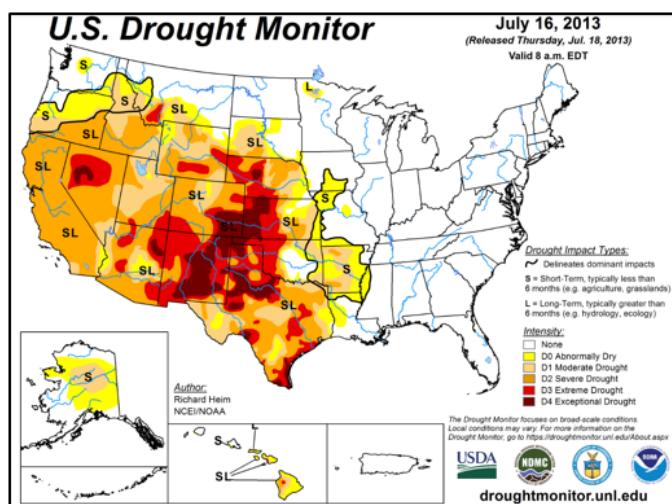 U.S. Drought Monitor
July 16, 2013
(Released Thursday, Jul. 18, 2013)
Valid 8 a.m. EDT
S
S
S
SL
L
SL
SL
SL
SL
SL
S
SL
S
SL
SL
Drought Impact Types:
Delineates dominant impacts
S = Short-Term, typically less than
6 months (e.g. agriculture, grasslands)
L = Long-Term, typically greater than
6 months (e.g. hydrology, ecology)
Intensity:
None
D0 Abnormally Dry
D1 Moderate Drought
D2 Severe Drought
D3 Extreme Drought
D4 Exceptional Drought
S
Author:
Richard Heim
NCEI/NOAA
L
S
SL
The Drought Monitor focuses on broad-scale conditions.
Local conditions may vary. For more information on the
Drought Monitor, go to https://droughtmonitor.unl.edu/About.aspx
USDA
NDMC
NOAA
droughtmonitor.unl.edu